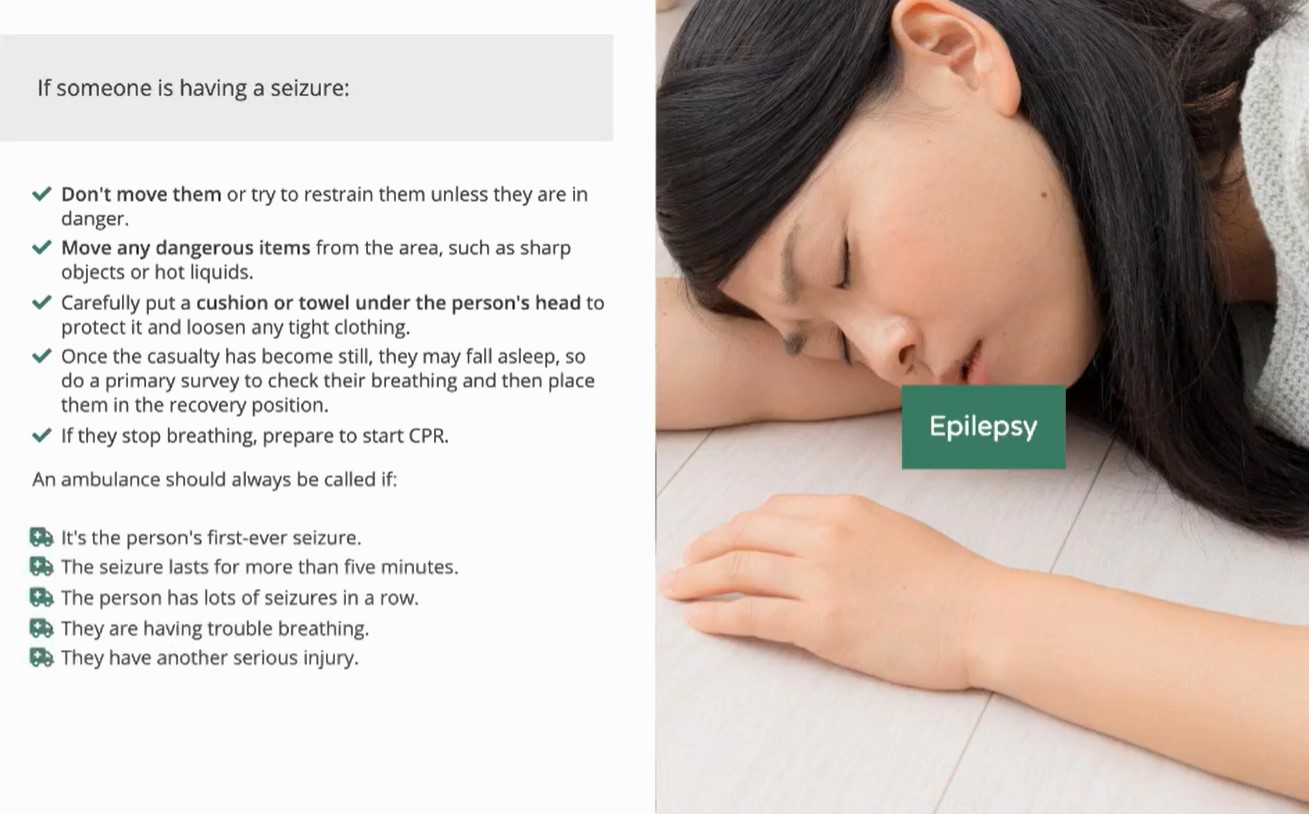 If someone is having a seizure:
Don't move them or try to restrain them unless they are in
danger.
Move any dangerous items from the area, such as sharp
objects or hot liquids.
Carefully put a cushion or towel under the person's head to
protect it and loosen any tight clothing.
Once the casualty has become still, they may fall asleep, so
do a primary survey to check their breathing and then place
them in the recovery position.
If they stop breathing, prepare to start CPR.
An ambulance should always be called if:
It's the person's first-ever seizure.
The seizure lasts for more than five minutes.
The person has lots of seizures in a row.
They are having trouble breathing.
They have another serious injury.
Epilepsy